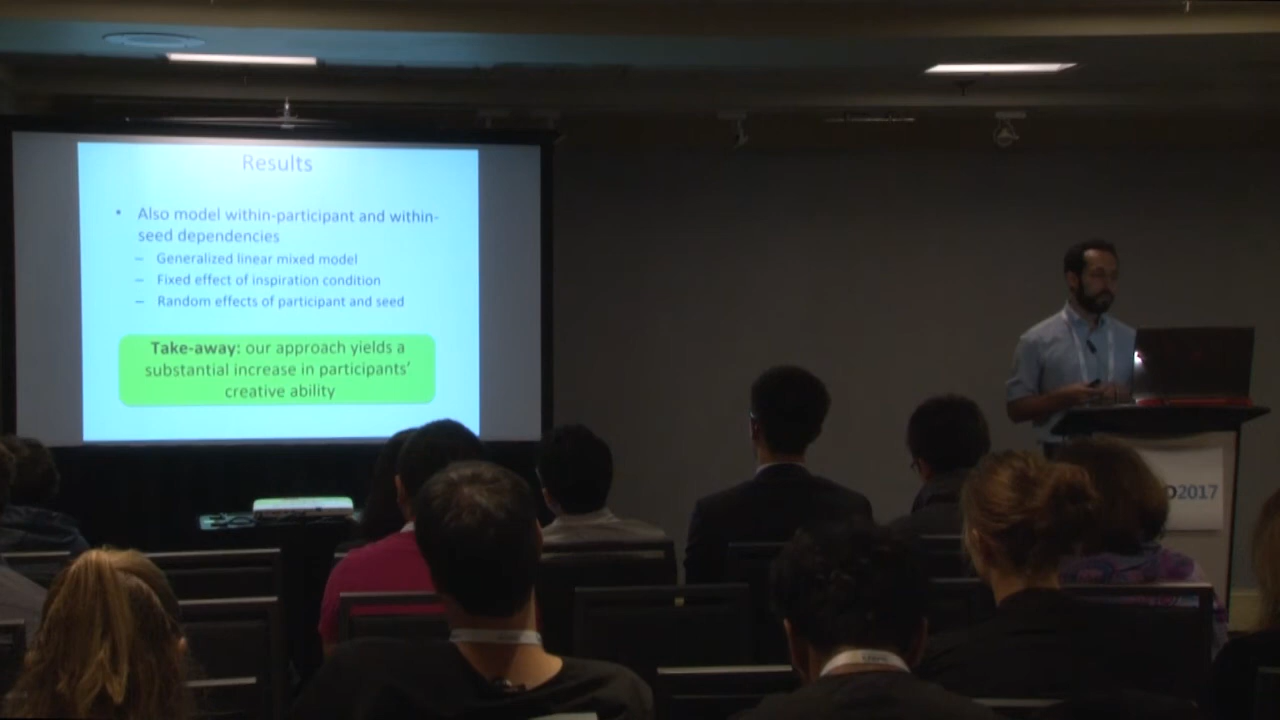 Results
• Also model within-participant and within-
seed dependencies
– Generalized linear mixed model
– Fixed effect of inspiration condition
– Random effects of participant and seed
Take-away: our approach yields a
substantial increase in participants'
creative ability
2017